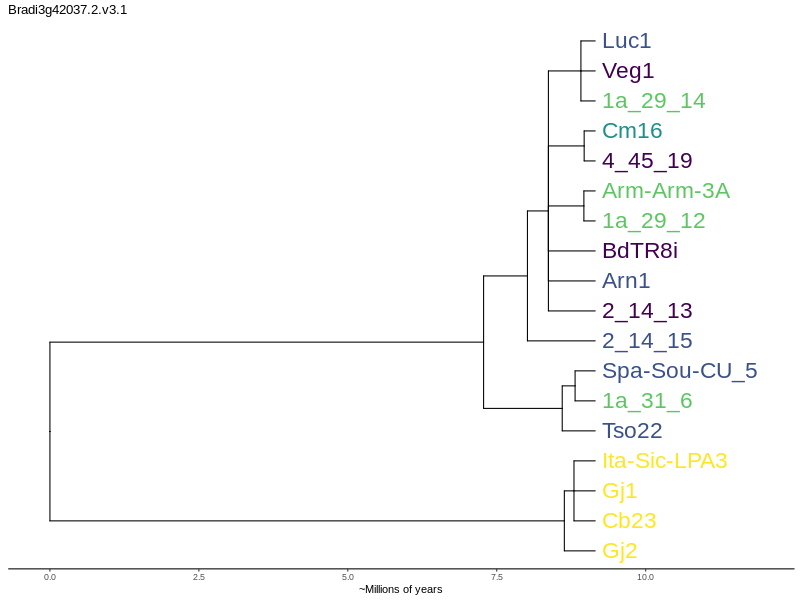 Bradi3g42037.2.v3.1
Luc1
Veg1
1a_29_14
Cm16
4_45_19
Arm-Arm-3A
1a_29_12
BdTR8i
Arn1
2_14_13
2_14_15
Spa-Sou-CU_5
1a_31_6
Tso22
Ita-Sic-LPA3
Gj1
Cb23
Gj2
0.0 2.5 5.0 7.5 10.0
~Millions of years